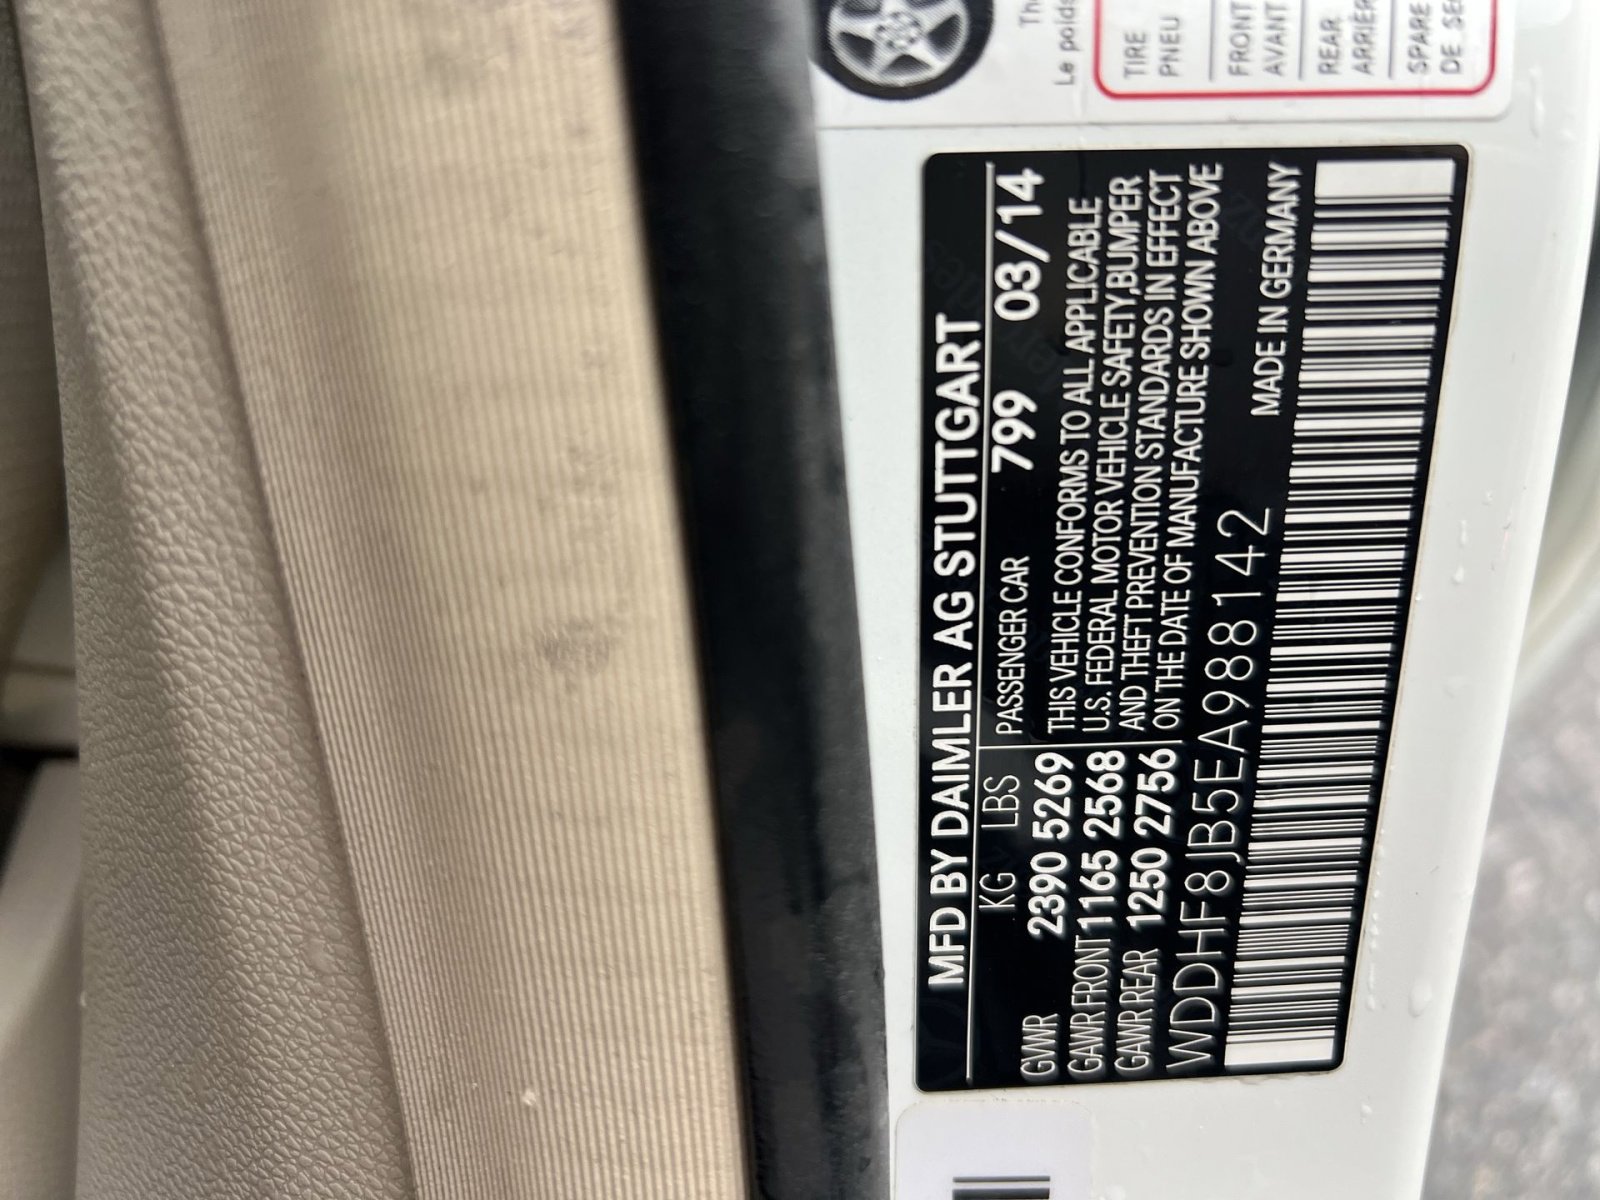 Le poids
TIRE
PNEU
FRONT
AVANT
REAR
SPARE
MFD BY DAIMLER AG STUTTGART
KG LBS
GVWR 2390 5269
GAWR FRONT 1165 2568
GAWR REAR 1250 2756
PASSENGER CAR 799 03/14
THIS VEHICLE CONFORMS TO ALL APPLICABLE
U.S. FEDERAL MOTOR VEHICLE SAFETY,BUMPER
AND THEFT PREVENTION STANDARDS IN EFFECT
ON THE DATE OF MANUFACTURE SHOWN ABOVE
WDDHF8JB5EA988142
MADE IN GERMANY